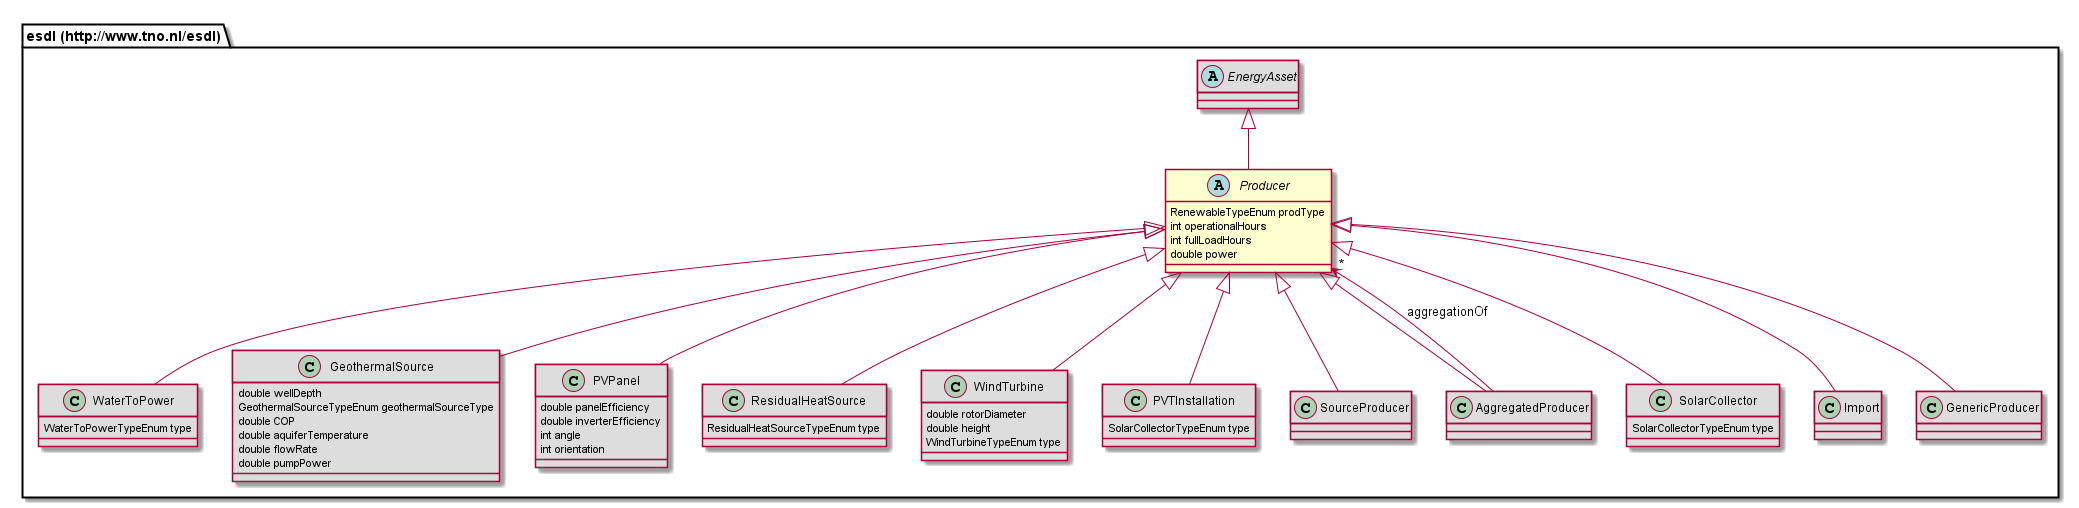 esdl (http://www.tno.nl/esdl)
A EnergyAsset
A Producer
RenewableTypeEnum prodType
int operationalHours
int fullLoadHours
double power
*
aggregationOf
C WaterToPower
WaterToPowerTypeEnum type
C GeothermalSource
double wellDepth
GeothermalSourceTypeEnum geothermalSourceType
double COP
double aquiferTemperature
double flowRate
double pumpPower
C PVPanel
double panelEfficiency
double inverterEfficiency
int angle
int orientation
C ResidualHeatSource
ResidualHeatSourceTypeEnum type
C WindTurbine
double rotorDiameter
double height
WindTurbineTypeEnum type
C PVTInstallation
SolarCollectorTypeEnum type
C SourceProducer
C AggregatedProducer
C SolarCollector
SolarCollectorTypeEnum type
C Import
C GenericProducer